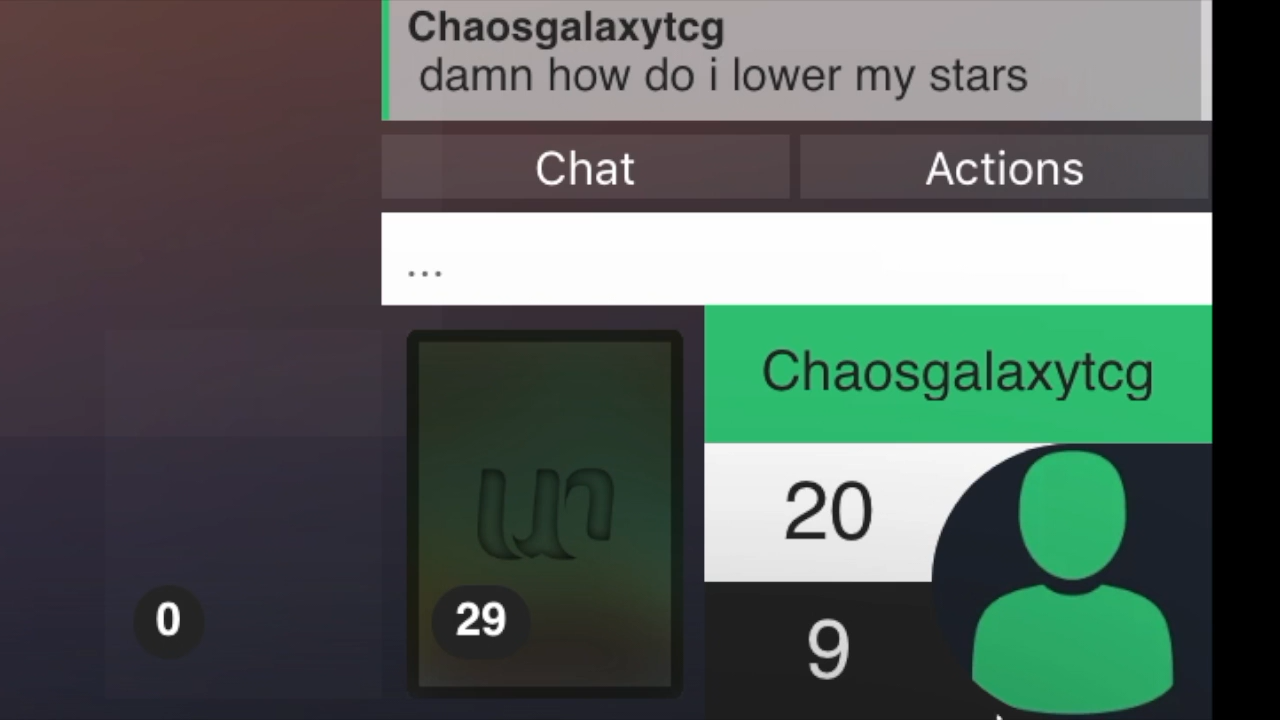 Chaosgalaxytcg
damn how do i lower my stars
Chat
Actions
...
Chaosgalaxytcg
20
0
29
9